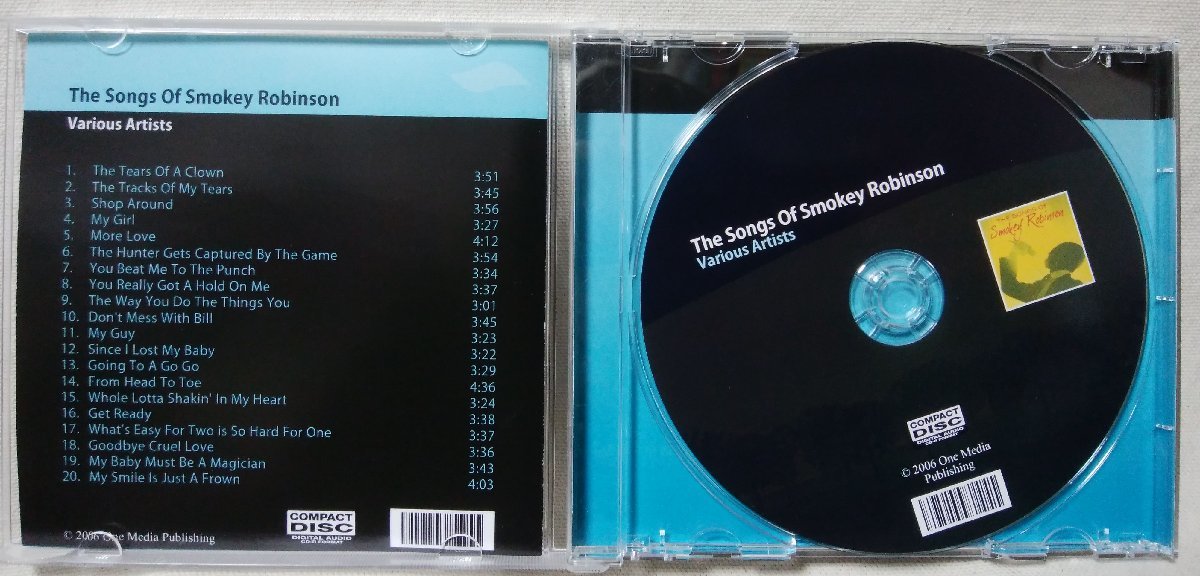 The Songs Of Smokey Robinson
Various Artists
1. The Tears Of A Clown 3:51
2. The Tracks Of My Tears 3:45
3. Shop Around 3:56
4. My Girl 3:27
5. More Love 4:12
6. The Hunter Gets Captured By The Game 3:54
7. You Beat Me To The Punch 3:34
8. You Really Got A Hold On Me 3:37
9. The Way You Do The Things You 3:01
10. Don't Mess With Bill 3:45
11. My Guy 3:23
12. Since I Lost My Baby 3:22
13. Going To A Go Go 3:29
14. From Head To Toe 4:36
15. Whole Lotta Shakin' In My Heart 3:24
16. Get Ready 3:38
17. What's Easy For Two is So Hard For One 3:37
18. Goodbye Cruel Love 3:36
19. My Baby Must Be A Magician 3:43
20. My Smile Is Just A Frown 4:03
© 2006 One Media Publishing
COMPACT
DISC
DIGITAL AUDIO
CD-R FORMAT
The Songs Of Smokey Robinson
Various Artists
THE SONGS OF
Smokey Robinson
COMPACT
DISC
DIGITAL AUDIO
CD-R FORMAT
© 2006 One Media
Publishing